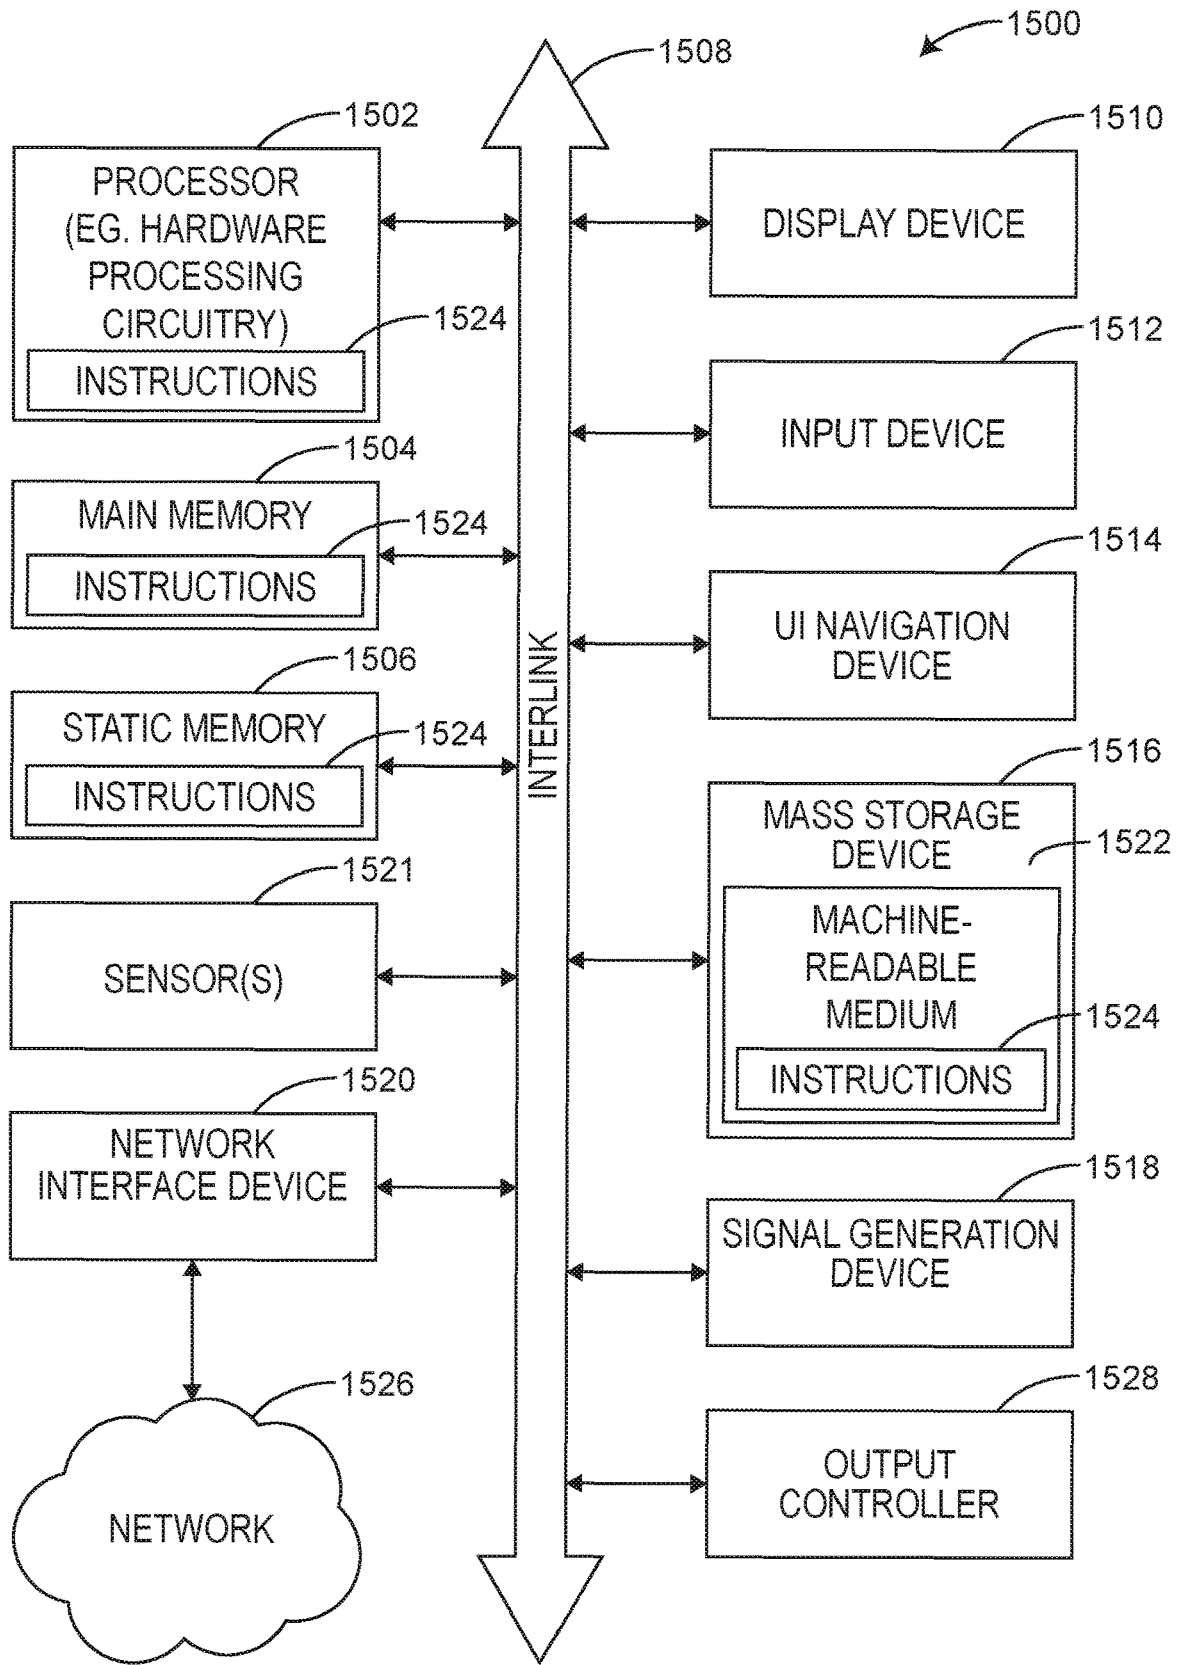 1500
1508
1502
PROCESSOR
(EG. HARDWARE
PROCESSING
CIRCUITRY)
1524
INSTRUCTIONS
1504
MAIN MEMORY
1524
INSTRUCTIONS
1506
STATIC MEMORY
1524
INSTRUCTIONS
1521
SENSOR(S)
1520
NETWORK
INTERFACE DEVICE
1526
NETWORK
INTERLINK
1510
DISPLAY DEVICE
1512
INPUT DEVICE
1514
UI NAVIGATION
DEVICE
1516
MASS STORAGE
DEVICE
1522
MACHINE-
READABLE
MEDIUM
1524
INSTRUCTIONS
1518
SIGNAL GENERATION
DEVICE
1528
OUTPUT
CONTROLLER